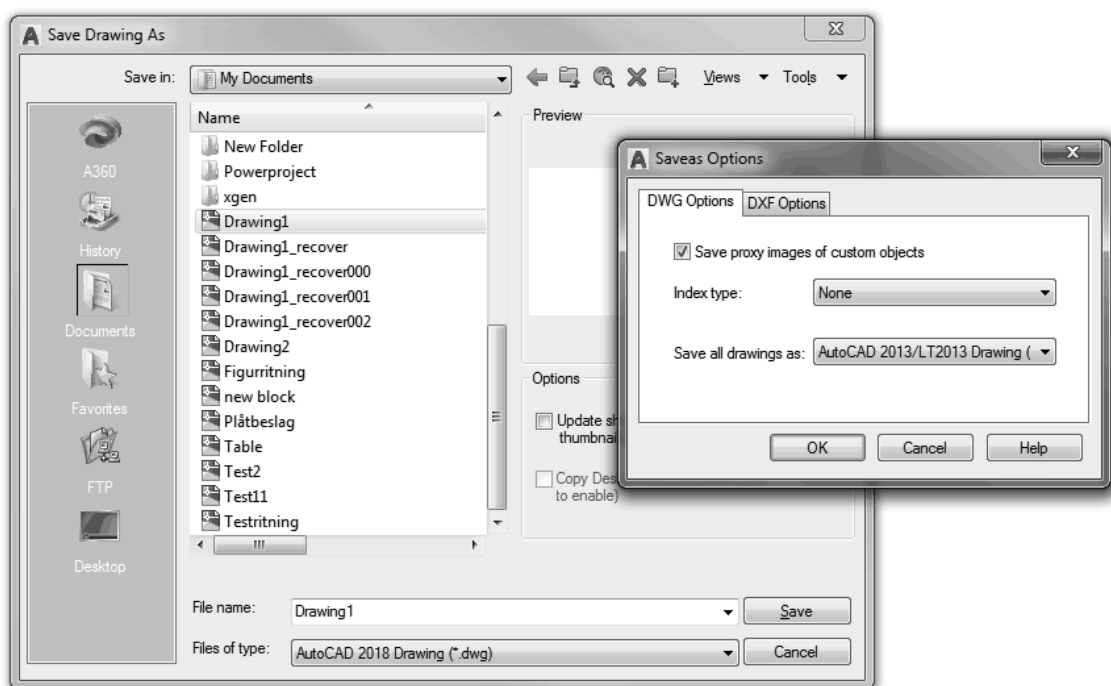 Save Drawing As
Save in: My Documents Views Tools
A360
History
Documents
Favorites
FTP
Desktop
Name
New Folder
Powerproject
xgen
Drawing1
Drawing1_recover
Drawing1_recover000
Drawing1_recover001
Drawing1_recover002
Drawing2
Figurritning
new block
Plåtbeslag
Table
Test2
Test11
Testritning
Preview
Options
Update
thumbnai
Copy Des
to enable)
File name: Drawing1 Save
Files of type: AutoCAD 2018 Drawing (*.dwg) Cancel
Saveas Options
DWG Options DXF Options
Save proxy images of custom objects
Index type: None
Save all drawings as: AutoCAD 2013/LT2013 Drawing (
OK Cancel Help